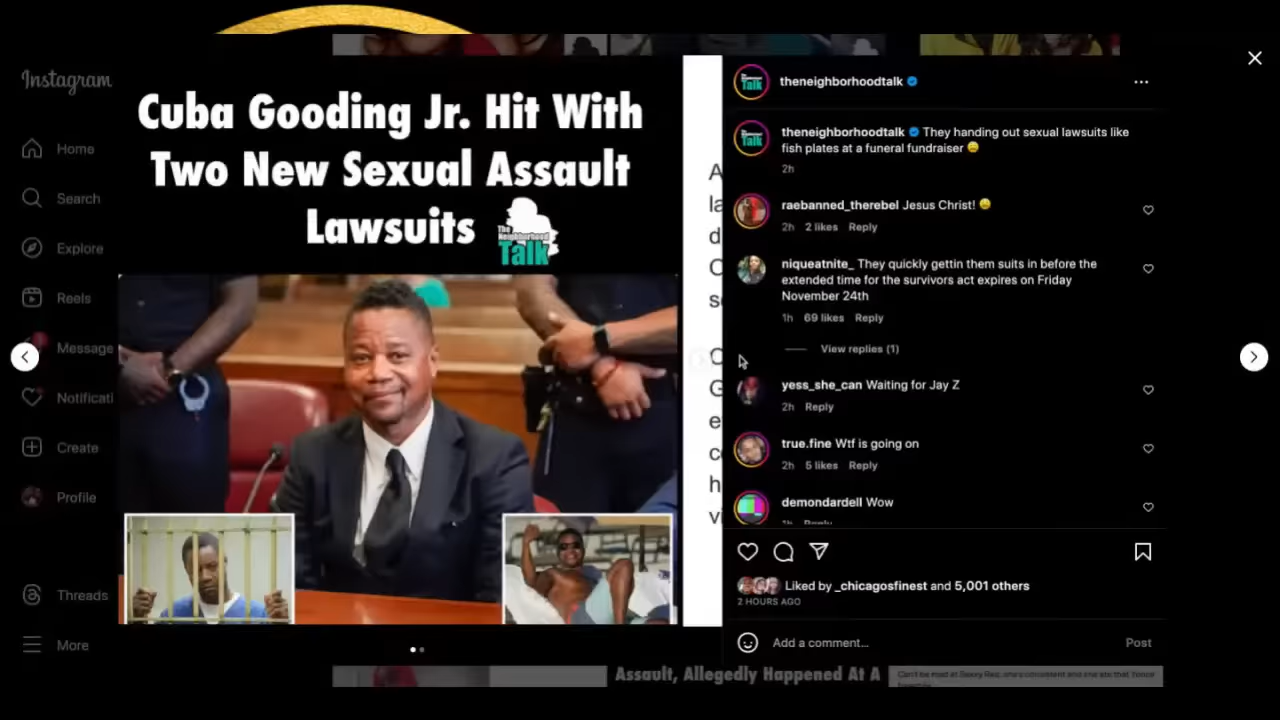 Instagram
Home
Search
Explore
Reels
Message
Notificati
Create
Profile
Threads
More
Cuba Gooding Jr. Hit With
Two New Sexual Assault
Lawsuits
The
Neighborhood
Talk
theneighborhoodtalk
theneighborhoodtalk They handing out sexual lawsuits like
fish plates at a funeral fundraiser 😩
2h
raebanned_therebel Jesus Christ! 😩
2h 2 likes Reply
niqueatnite_ They quickly gettin them suits in before the
extended time for the survivors act expires on Friday
November 24th
1h 69 likes Reply
View replies (1)
yess_she_can Waiting for Jay Z
2h Reply
true.fine Wtf is going on
2h 5 likes Reply
demondardell Wow
1h Reply
Liked by _chicagosfinest and 5,001 others
2 HOURS AGO
Add a comment...
Post
Assault, Allegedly Happened At A